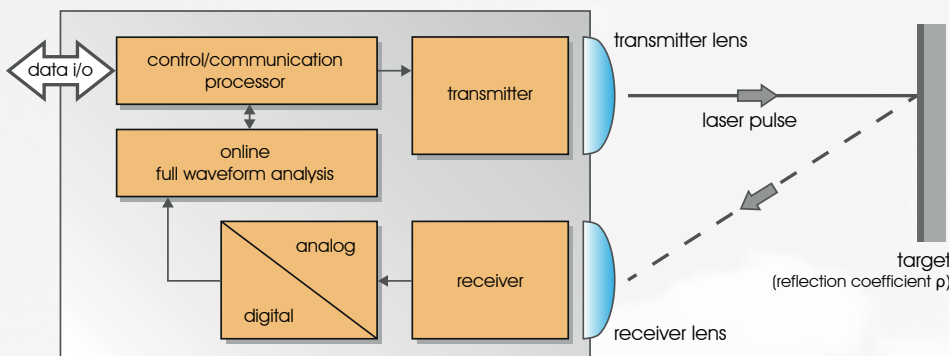 data i/o
control/communication
processor
transmitter
transmitter lens
laser pulse
online
full waveform analysis
analog
digital
receiver
receiver lens
target
(reflection coefficient ρ)